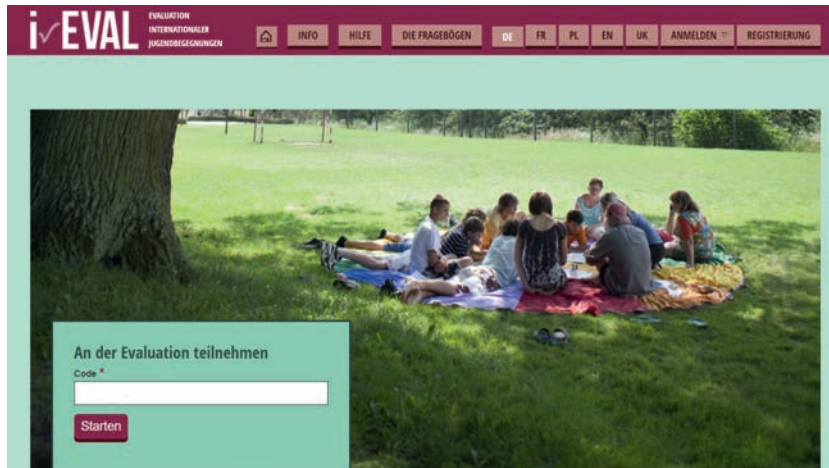 i✓EVAL
EVALUATION
INTERNATIONALER
JUGENDBEGEGNUNGEN
INFO
HILFE
DIE FRAGEBÖGEN
DE
FR
PL
EN
UK
ANMELDEN
REGISTRIERUNG
An der Evaluation teilnehmen
Code *
Starten